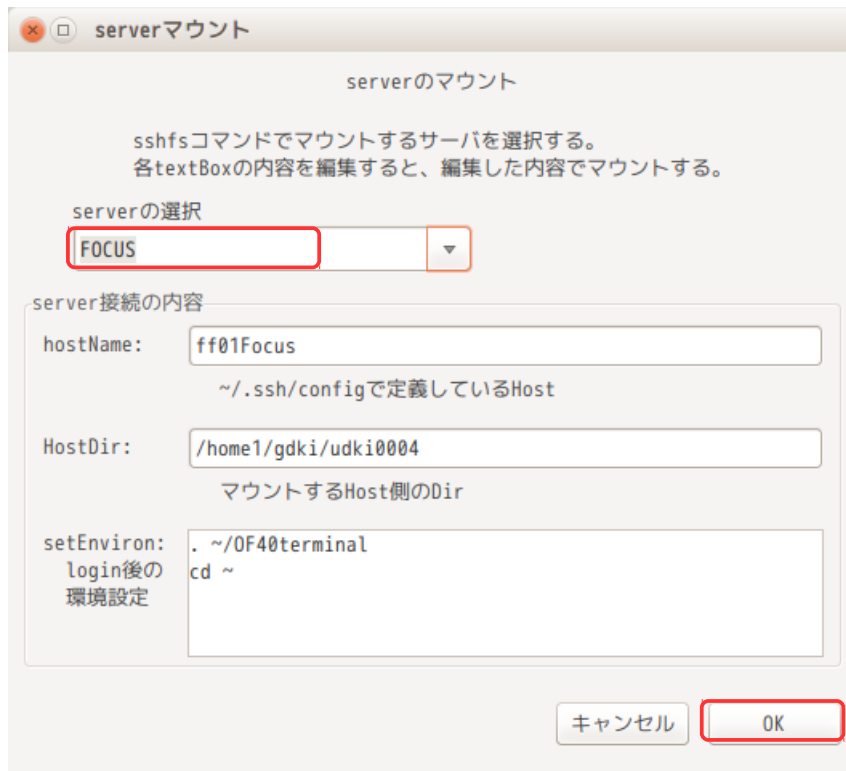 serverマウント
serverのマウント
sshfsコマンドでマウントするサーバを選択する。
各textBoxの内容を編集すると、編集した内容でマウントする。
serverの選択
FOCUS
server接続の内容
hostName: ff01Focus
~/.ssh/configで定義しているHost
HostDir: /home1/gdki/udki0004
マウントするHost側のDir
setEnviron: . ~/OF40terminal
login後の cd ~
環境設定
キャンセル OK